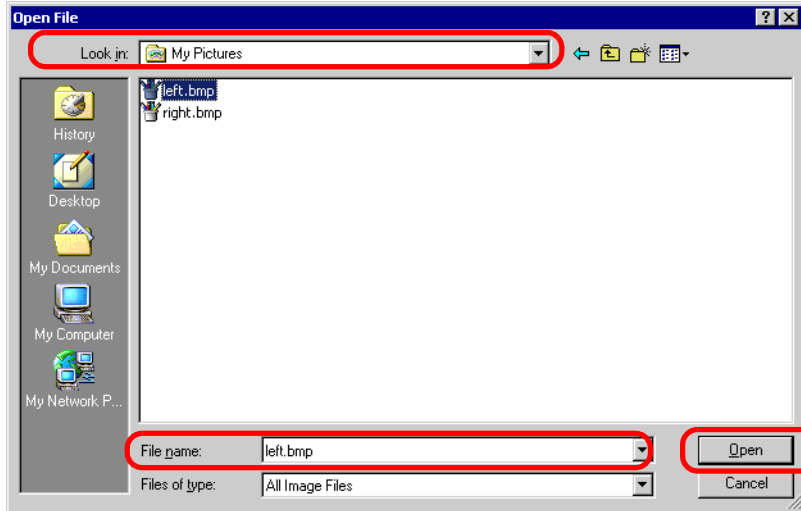 Open File
Look in: My Pictures
left.bmp
right.bmp
History
Desktop
My Documents
My Computer
My Network P...
File name: left.bmp Open
Files of type: All Image Files Cancel